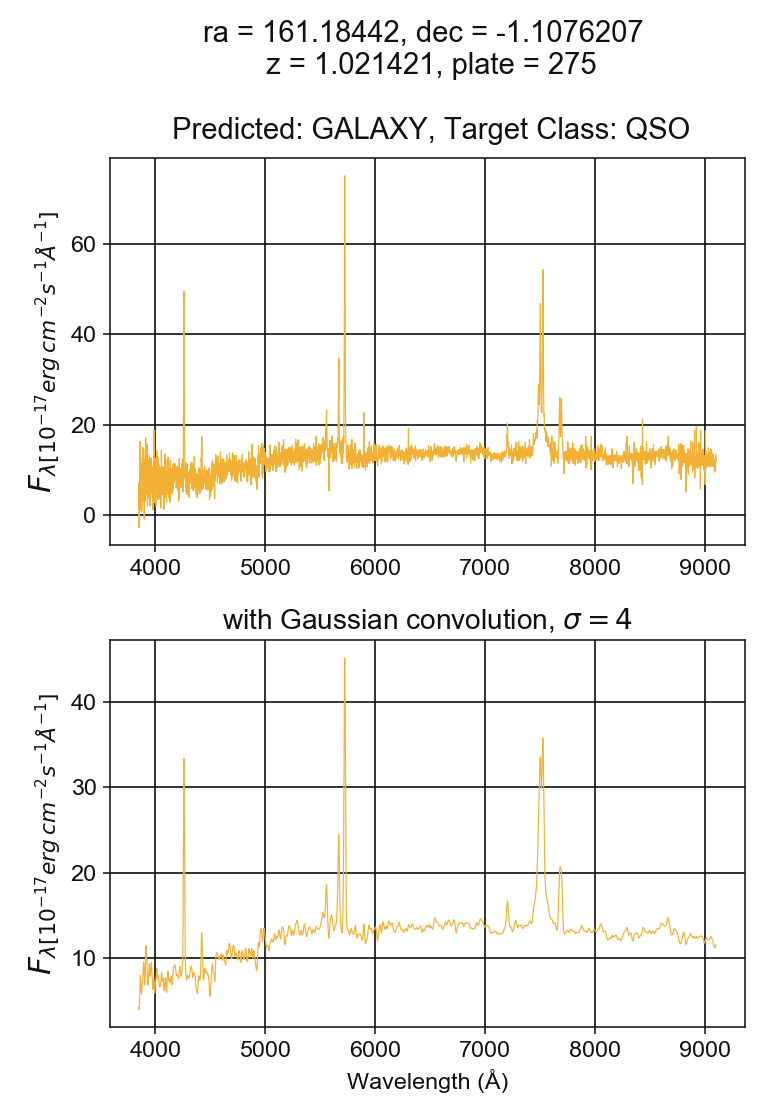 ra = 161.18442, dec = -1.1076207
z = 1.021421, plate = 275
Predicted: GALAXY, Target Class: QSO
F_λ[10^{-17} erg cm^{-2} s^{-1} Å^{-1}]
60
40
20
0
4000 5000 6000 7000 8000 9000
with Gaussian convolution, σ = 4
F_λ[10^{-17} erg cm^{-2} s^{-1} Å^{-1}]
40
30
20
10
4000 5000 6000 7000 8000 9000
Wavelength (Å)